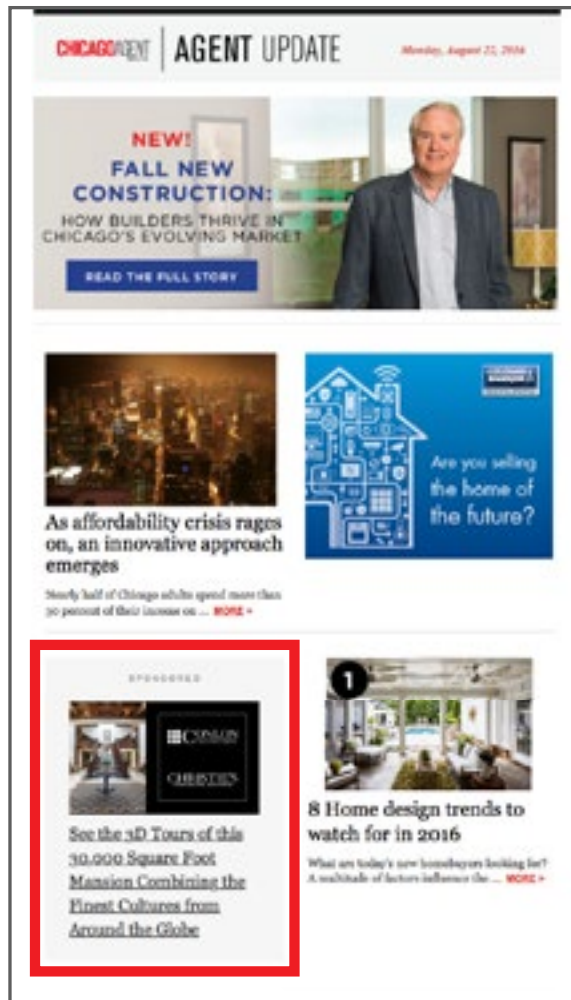 CHICAGOAGENT
AGENT UPDATE
Monday, August 22, 2016
NEW!
FALL NEW
CONSTRUCTION:
HOW BUILDERS THRIVE IN
CHICAGO'S EVOLVING MARKET
READ THE FULL STORY
As affordability crisis rages
on, an innovative approach
emerges
Nearly half of Chicago adults spend more than
30 percent of their income on ... MORE »
Are you selling
the home of
the future?
SPONSORED
CONLON
CHRISTIE'S
See the 3D Tours of this
30,000 Square Foot
Mansion Combining the
Finest Cultures from
Around the Globe
1
8 Home design trends to
watch for in 2016
What are today's new homebuyers looking for?
A multitude of factors influence the ... MORE »